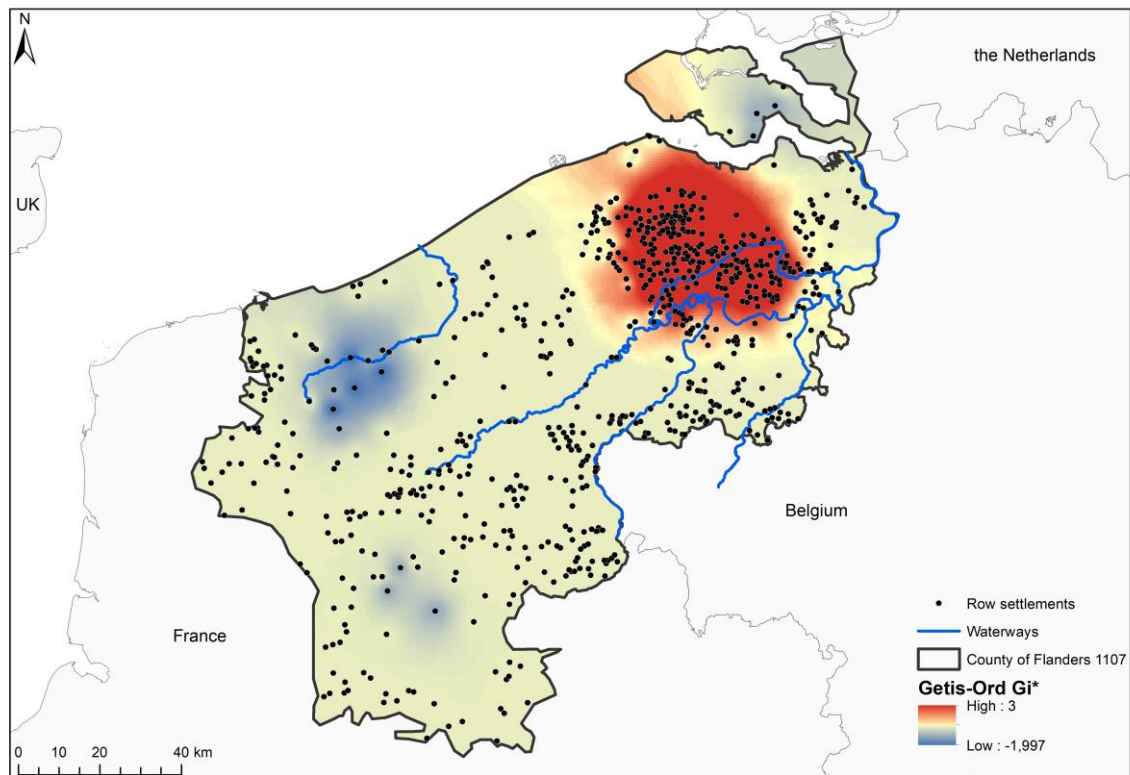 N
the Netherlands
UK
Belgium
France
Row settlements
Waterways
County of Flanders 1107
Getis-Ord Gi*
High : 3
Low : -1,997
0 10 20 40 km